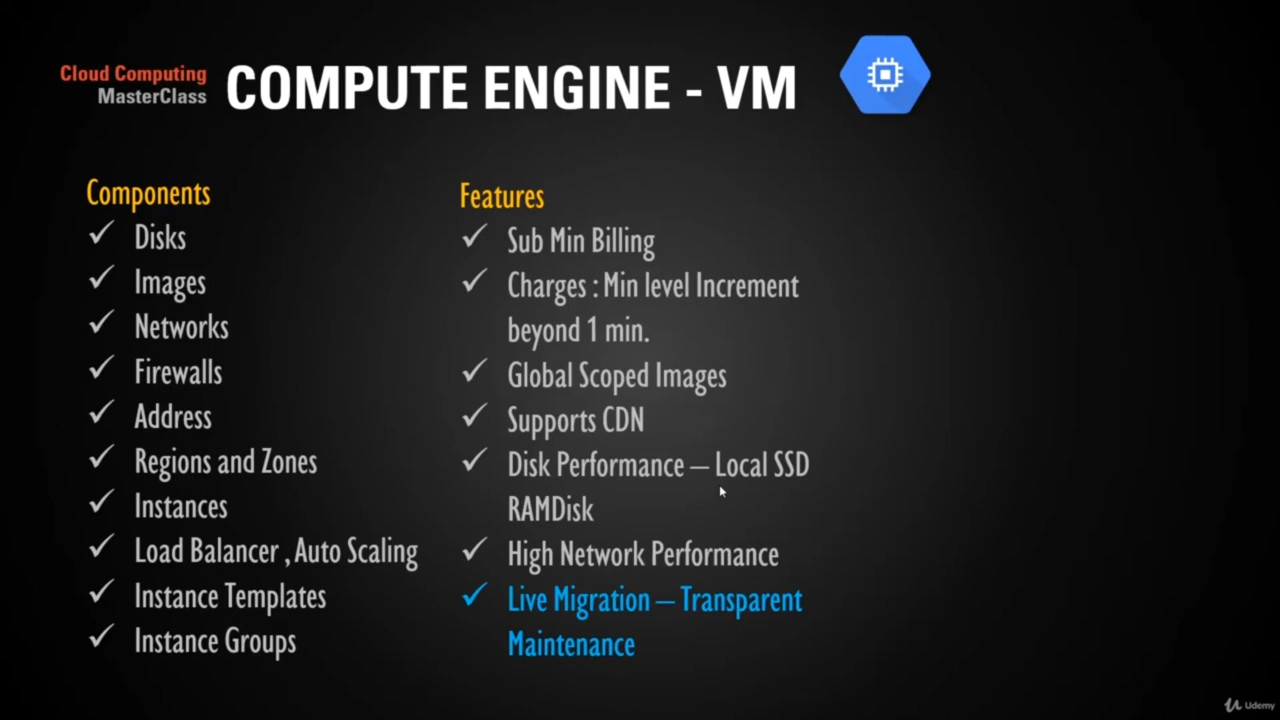 Cloud Computing
MasterClass
COMPUTE ENGINE - VM
Components
✓ Disks
✓ Images
✓ Networks
✓ Firewalls
✓ Address
✓ Regions and Zones
✓ Instances
✓ Load Balancer , Auto Scaling
✓ Instance Templates
✓ Instance Groups
Features
✓ Sub Min Billing
✓ Charges : Min level Increment
beyond 1 min.
✓ Global Scoped Images
✓ Supports CDN
✓ Disk Performance – Local SSD
RAMDisk
✓ High Network Performance
✓ Live Migration – Transparent
Maintenance
Udemy